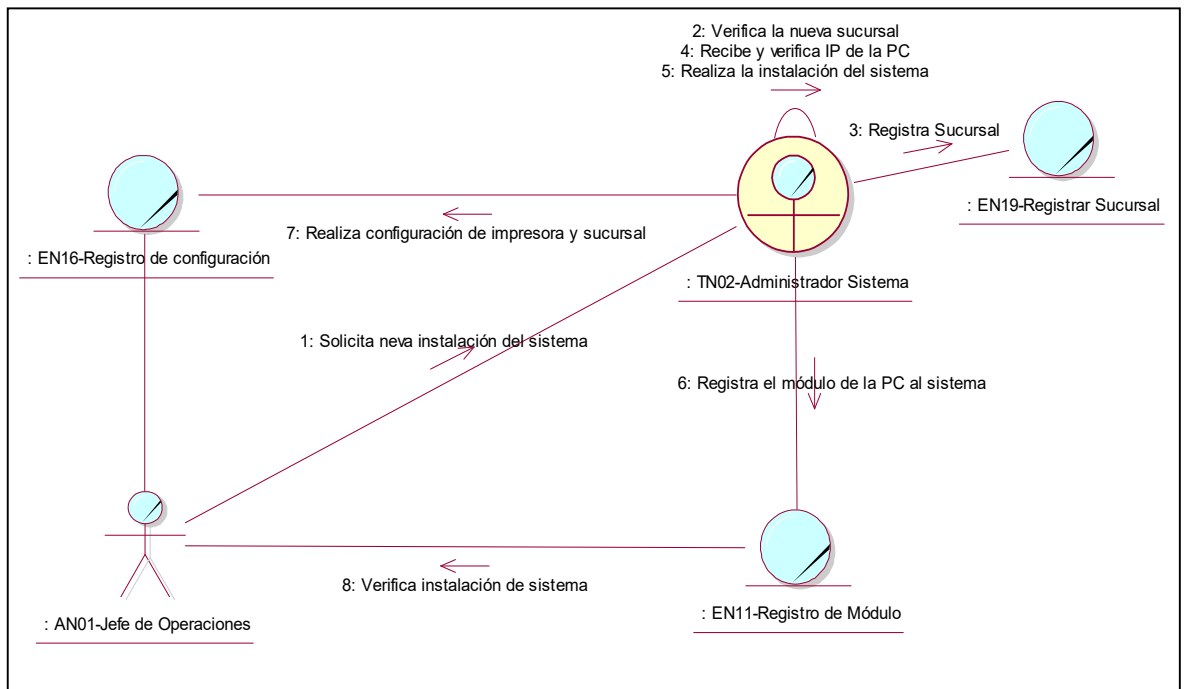 2: Verifica la nueva sucursal
4: Recibe y verifica IP de la PC
5: Realiza la instalación del sistema
3: Registra Sucursal
: EN19-Registrar Sucursal
7: Realiza configuración de impresora y sucursal
: EN16-Registro de configuración
: TN02-Administrador Sistema
1: Solicita neva instalación del sistema
6: Registra el módulo de la PC al sistema
8: Verifica instalación de sistema
: EN11-Registro de Módulo
: AN01-Jefe de Operaciones